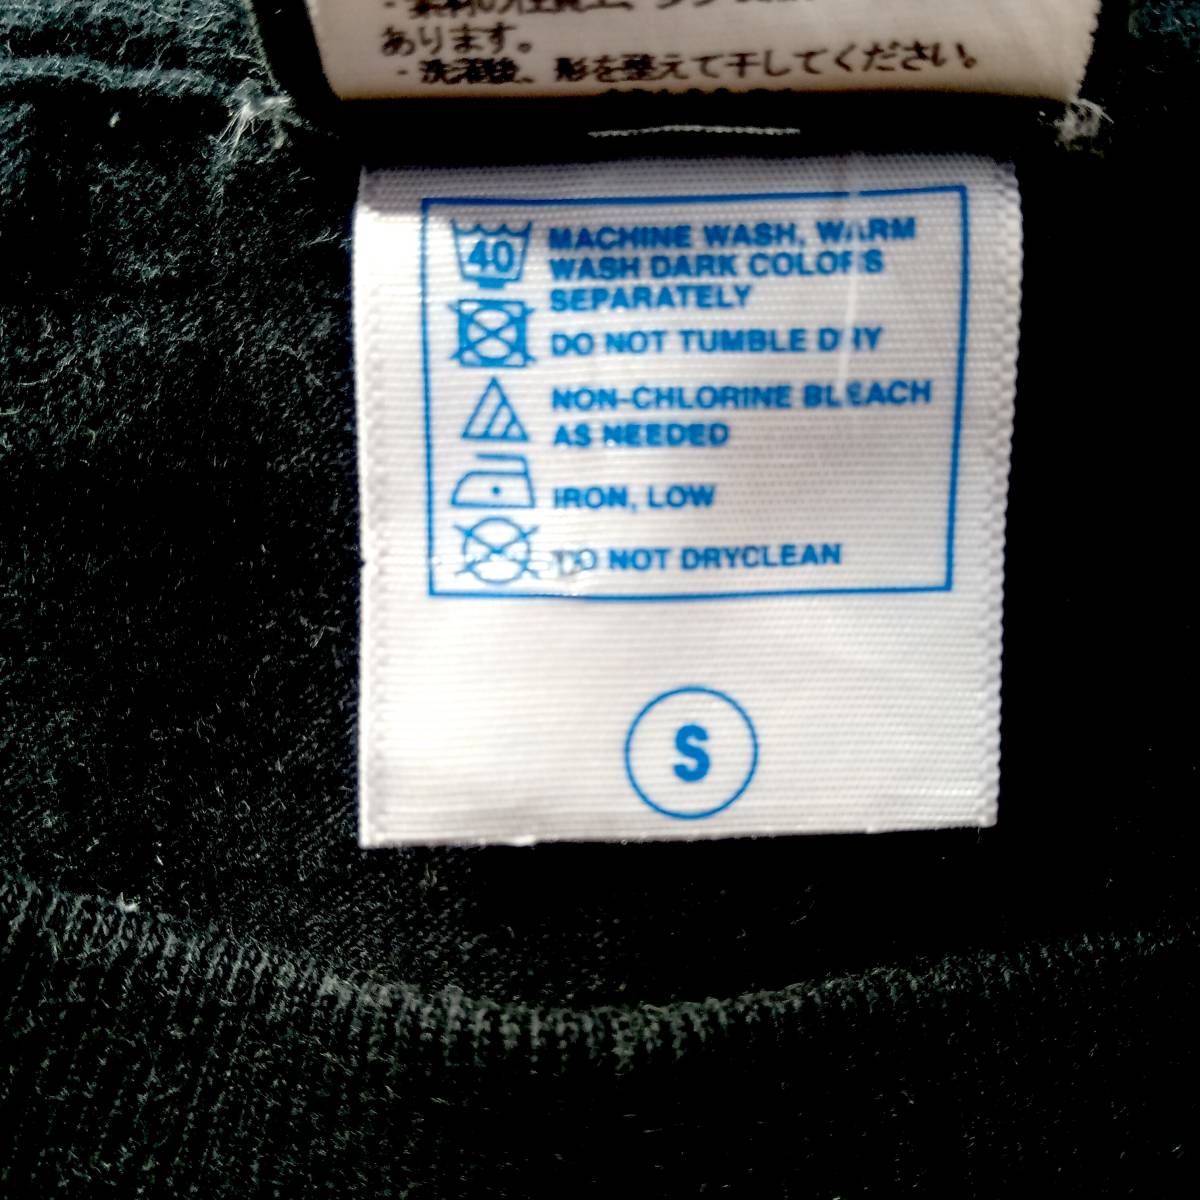 あります。
・洗濯後、形を整えて干してください。
40
MACHINE WASH, WARM
WASH DARK COLORS
SEPARATELY
DO NOT TUMBLE DRY
NON-CHLORINE BLEACH
AS NEEDED
IRON, LOW
DO NOT DRYCLEAN
S